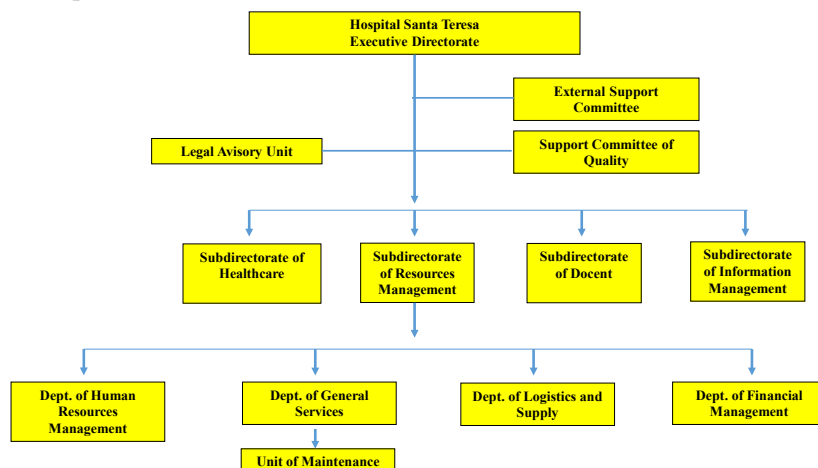 Hospital Santa Teresa
Executive Directorate
External Support
Committee
Legal Avisory Unit
Support Committee of
Quality
Subdirectorate of
Healthcare
Subdirectorate
of Resources
Management
Subdirectorate
of Docent
Subdirectorate
of Information
Management
Dept. of Human
Resources
Management
Dept. of General
Services
Dept. of Logistics and
Supply
Dept. of Financial
Management
Unit of Maintenance